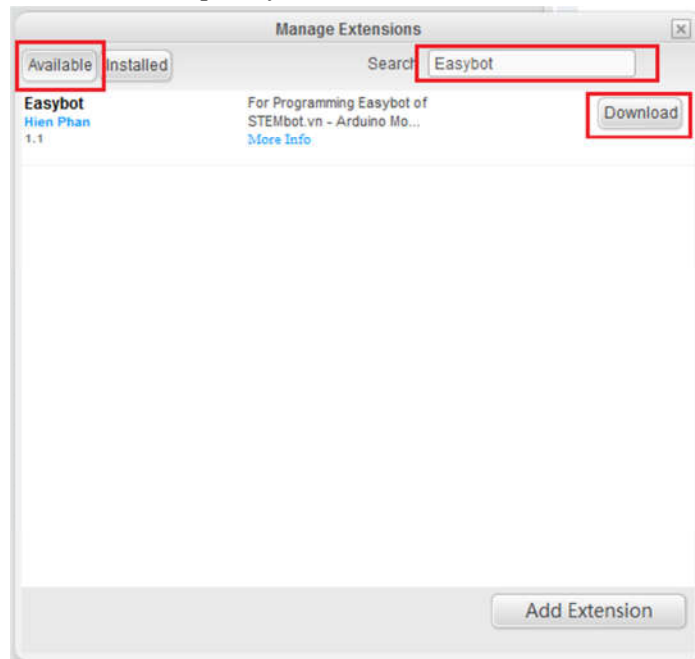 Manage Extensions
Available Installed Search Easybot
Easybot For Programming Easybot of Download
Hien Phan STEMbot.vn - Arduino Mo...
1.1 More Info
Add Extension